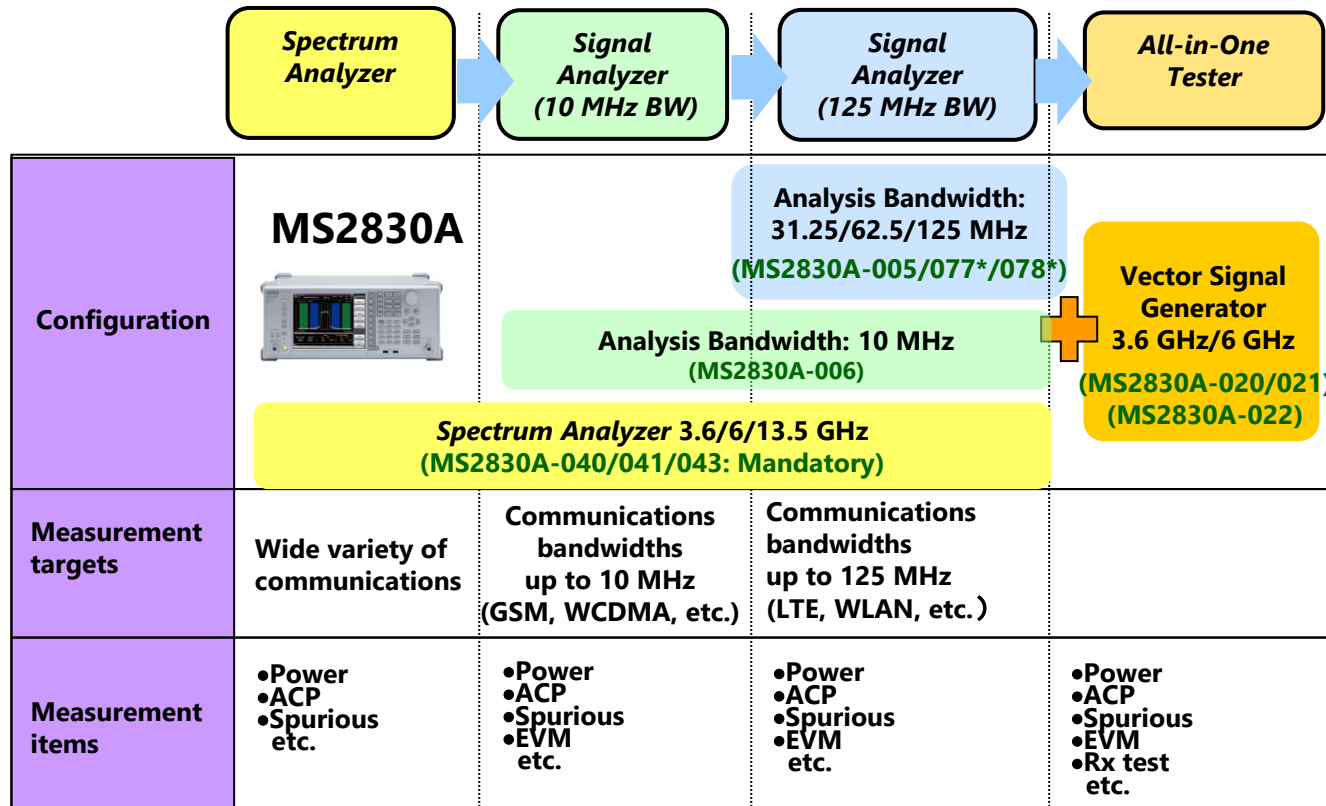 Spectrum
Analyzer
Signal
Analyzer
(10 MHz BW)
Signal
Analyzer
(125 MHz BW)
All-in-One
Tester
Configuration
MS2830A
Analysis Bandwidth:
31.25/62.5/125 MHz
(MS2830A-005/077*/078*)
Analysis Bandwidth: 10 MHz
(MS2830A-006)
Spectrum Analyzer 3.6/6/13.5 GHz
(MS2830A-040/041/043: Mandatory)
Vector Signal
Generator
3.6 GHz/6 GHz
(MS2830A-020/021)
(MS2830A-022)
Measurement
targets
Wide variety of
communications
Communications
bandwidths
up to 10 MHz
(GSM, WCDMA, etc.)
Communications
bandwidths
up to 125 MHz
(LTE, WLAN, etc.）
Measurement
items
●Power
●ACP
●Spurious
etc.
●Power
●ACP
●Spurious
●EVM
etc.
●Power
●ACP
●Spurious
●EVM
etc.
●Power
●ACP
●Spurious
●EVM
●Rx test
etc.